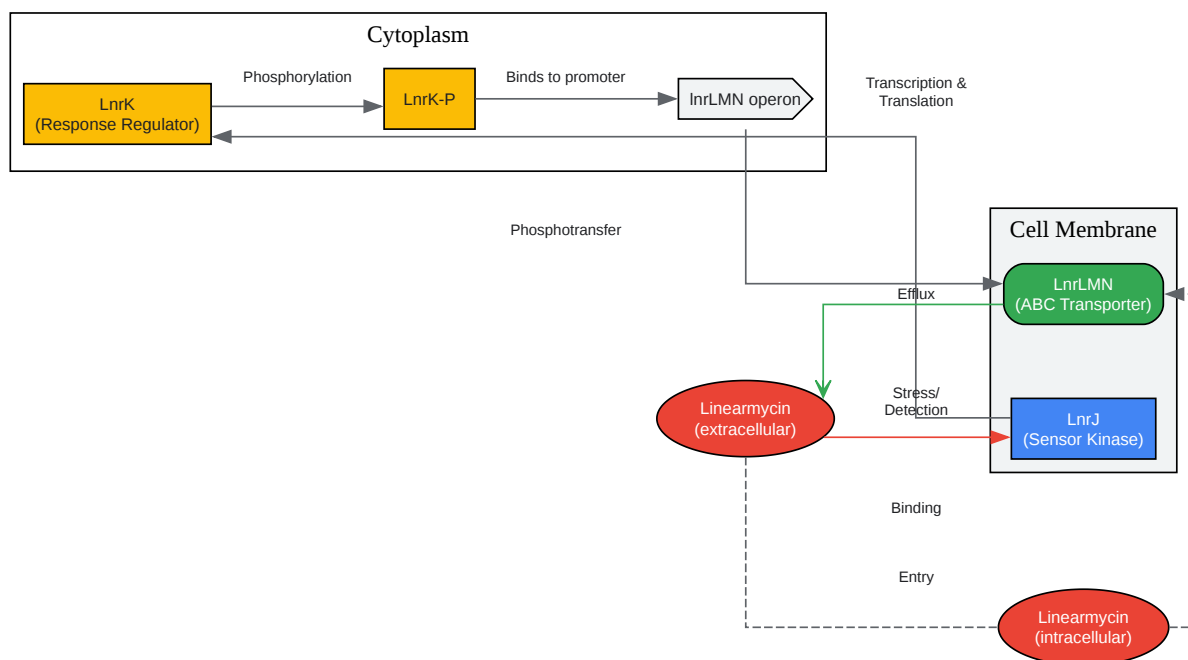 Cytoplasm
Phosphorylation
Binds to promoter
Transcription &
Translation
LnrK
(Response Regulator)
LnrK-P
lnrLMN operon
Phosphotransfer
Cell Membrane
LnrLMN
(ABC Transporter)
Efflux
Stress/
Detection
Linearmycin
(extracellular)
LnrJ
(Sensor Kinase)
Binding
Entry
Linearmycin
(intracellular)